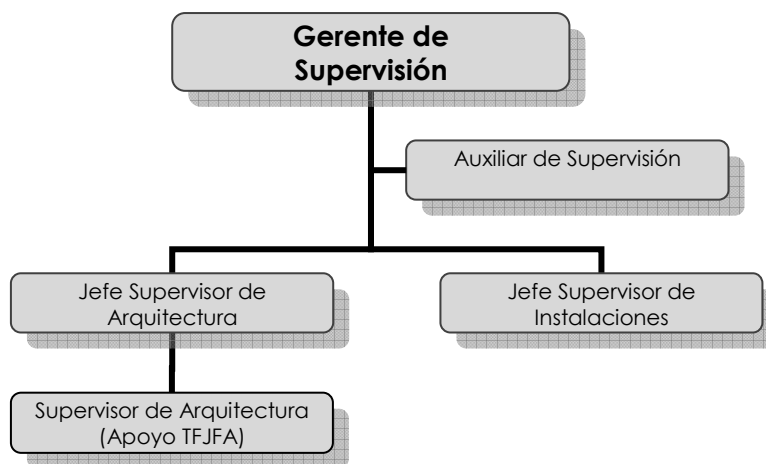 Gerente de
Supervisión
Auxiliar de Supervisión
Jefe Supervisor de
Arquitectura
Jefe Supervisor de
Instalaciones
Supervisor de Arquitectura
(Apoyo TFJFA)